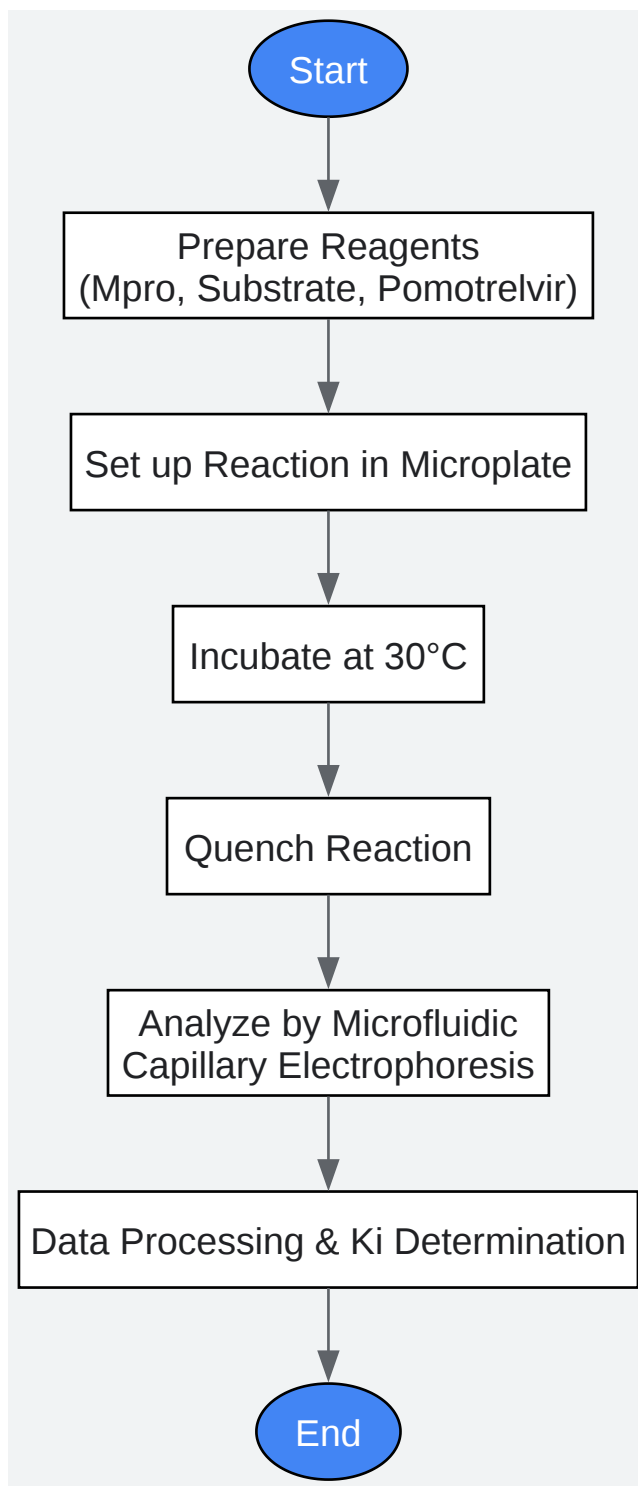 Start
Prepare Reagents
(Mpro, Substrate, Pomotrelvir)
Set up Reaction in Microplate
Incubate at 30°C
Quench Reaction
Analyze by Microfluidic
Capillary Electrophoresis
Data Processing & Ki Determination
End